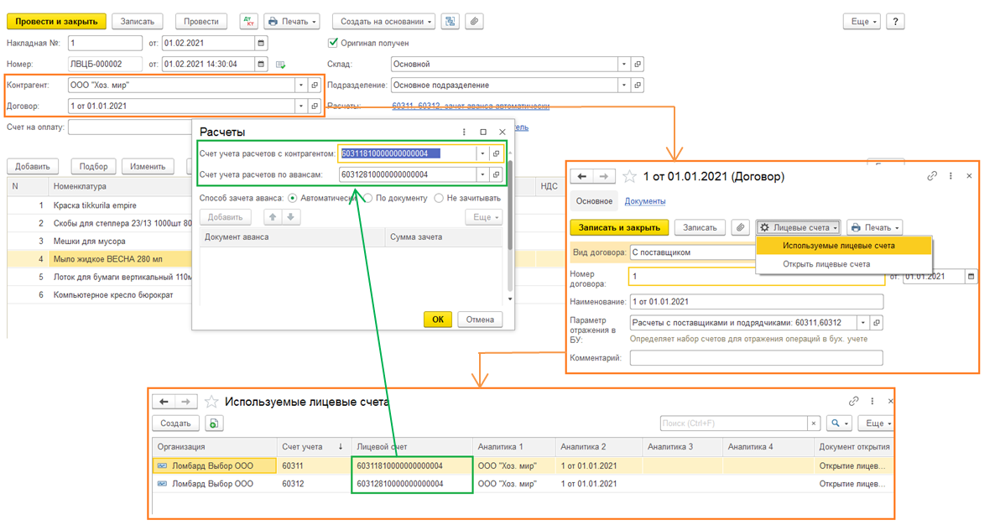 Провести и закрыть Записать Провести Дт Кт Печать Создать на основании Еще ?
Накладная №: 1 от: 01.02.2021 Оригинал получен
Номер: ЛВЦБ-000002 от: 01.02.2021 14:30:04 Склад: Основной
Контрагент: ООО "Хоз. мир" Подразделение: Основное подразделение
Договор: 1 от 01.01.2021 Расчеты: 60311, 60312, зачет аванса автоматически
Счет на оплату:
тель
Добавить Подбор Изменить
N Номенклатура НДС
1 Краска tikkurila empire
2 Скобы для степлера 23/13 1000шт 80
3 Мешки для мусора
4 Мыло жидкое ВЕСНА 280 мл
5 Лоток для бумаги вертикальный 110м
6 Компьютерное кресло бюрократ
Расчеты
Счет учета расчетов с контрагентом: 60311810000000000004
Счет учета расчетов по авансам: 60312810000000000004
Способ зачета аванса: Автоматически По документу Не зачитывать
Добавить Еще
Документ аванса Сумма зачета
ОК Отмена
1 от 01.01.2021 (Договор)
Основное Документы
Записать и закрыть Записать Лицевые счета Печать
Используемые лицевые счета
Открыть лицевые счета
Вид договора: С поставщиком
Номер договора: 1 от: 01.01.2021
Наименование: 1 от 01.01.2021
Параметр отражения в БУ: Расчеты с поставщиками и подрядчиками: 60311,60312
Определяет набор счетов для отражения операций в бух. учете
Комментарий:
Используемые лицевые счета
Создать Поиск (Ctrl+F) Еще
Организация Счет учета Лицевой счет Аналитика 1 Аналитика 2 Аналитика 3 Аналитика 4 Документ открытия
Ломбард Выбор ООО 60311 60311810000000000004 ООО "Хоз. мир" 1 от 01.01.2021 Открытие лицев...
Ломбард Выбор ООО 60312 60312810000000000004 ООО "Хоз. мир" 1 от 01.01.2021 Открытие лицев...